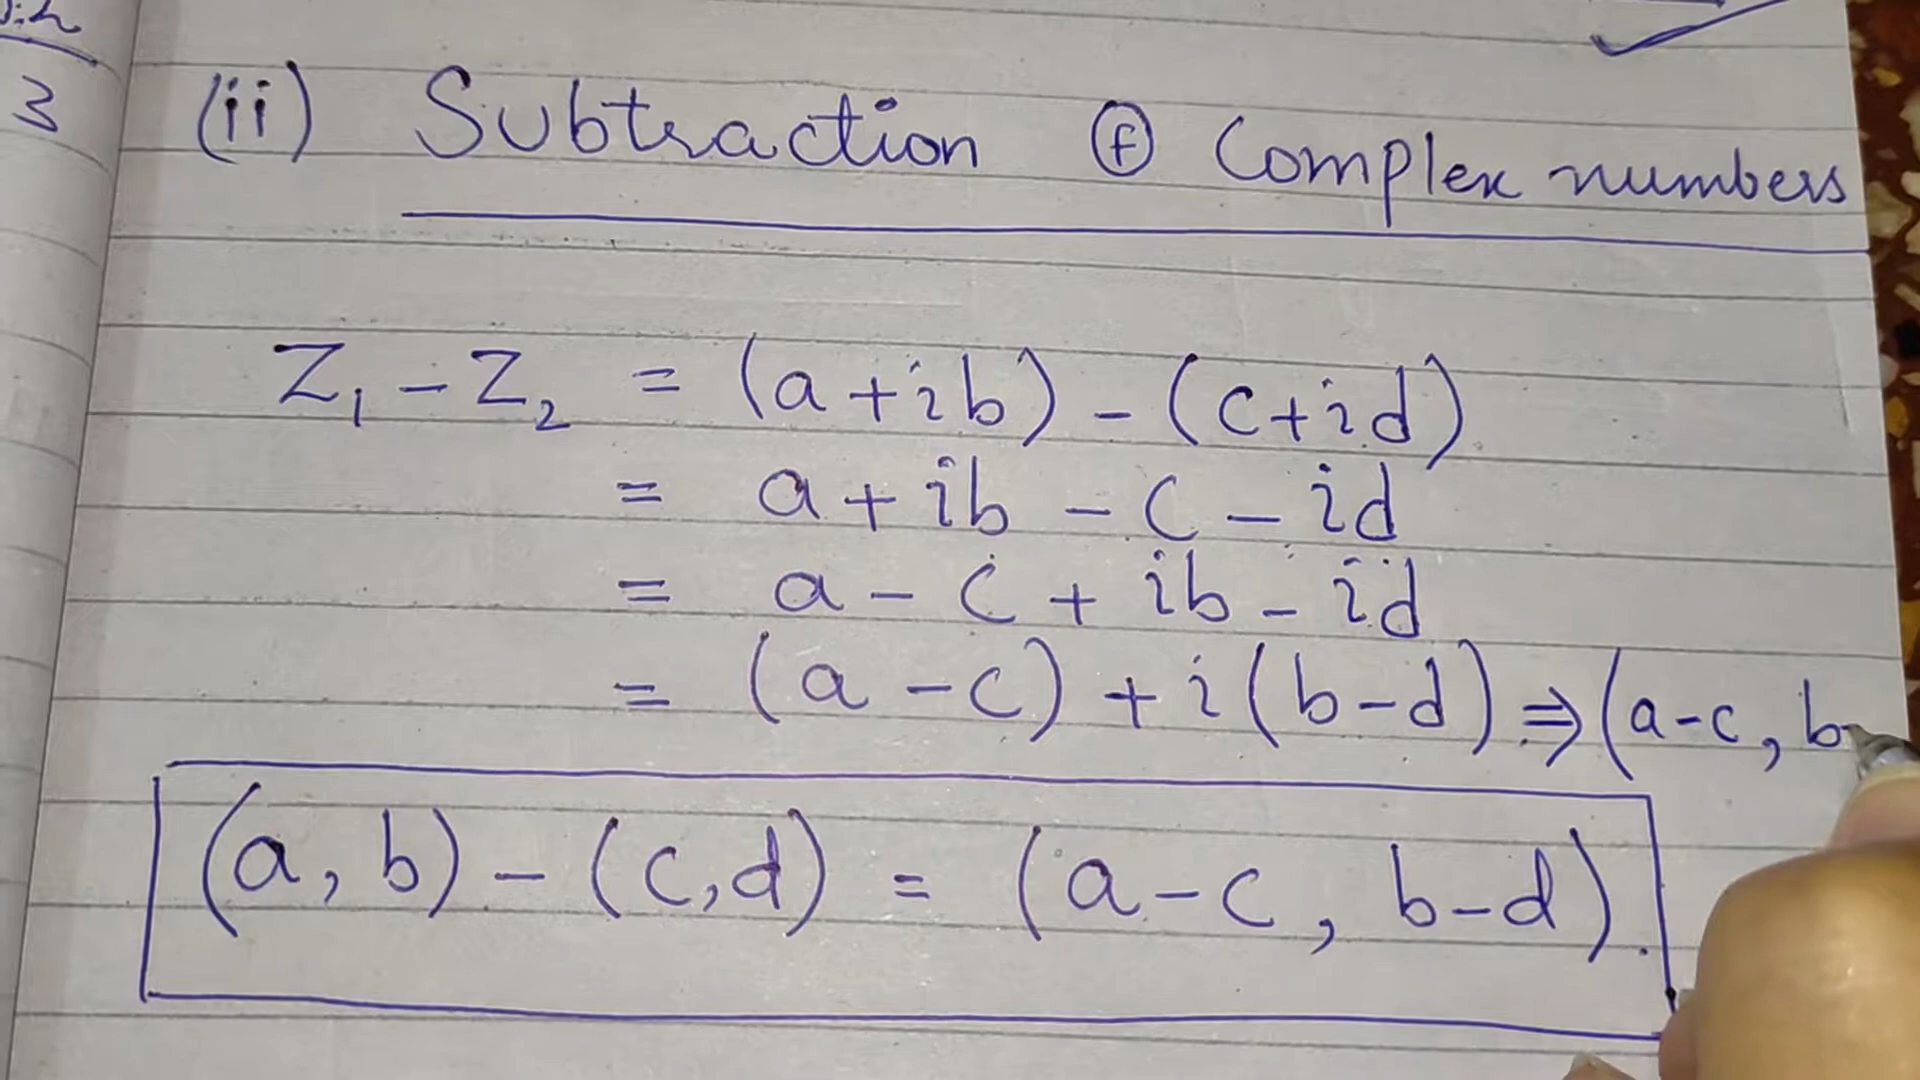 3
(ii) Subtraction of Complex numbers
Z₁ - Z₂ = (a + ib) - (c + id)
= a + ib - c - id
= a - c + ib - id
= (a - c) + i (b - d) ⇒ (a - c, b-
(a, b) - (c, d) = (a - c, b - d).